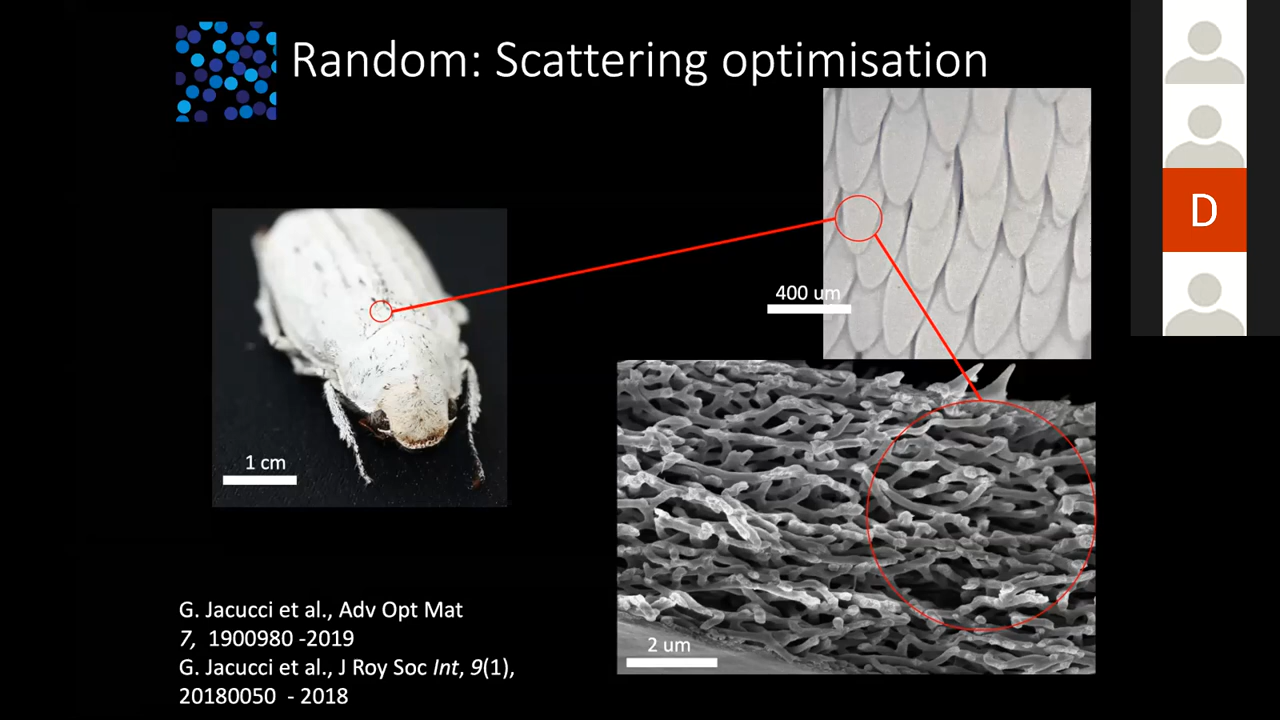 Random: Scattering optimisation
D
400 um
1 cm
2 um
G. Jacucci et al., Adv Opt Mat
7, 1900980 -2019
G. Jacucci et al., J Roy Soc Int, 9(1),
20180050 - 2018